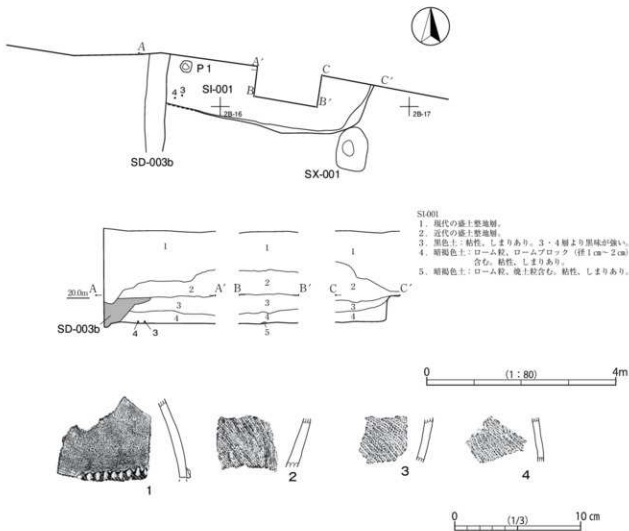 A
A'
C
C'
P 1
4 3
SI-001
B
B'
2B-16
2B-17
SD-003b
SX-001
SI-001
1. 現代の盛土整地層。
2. 近代の盛土整地層。
3. 黒色土：粘性、しまりあり。3・4層より黒味が強い。
4. 暗褐色土：ローム粒、ロームブロック（径1㎝～2㎝）
含む。粘性、しまりあり。
5. 暗褐色土：ローム粒、焼土粒含む。粘性、しまりあり。
1 1 1
2 2 2
20.0m A A' B B' C C'
3 3 3
4 4 4
SD-003b
4 3 5
0 (1：80) 4m
1 2 3 4
0 (1/3) 10 cm